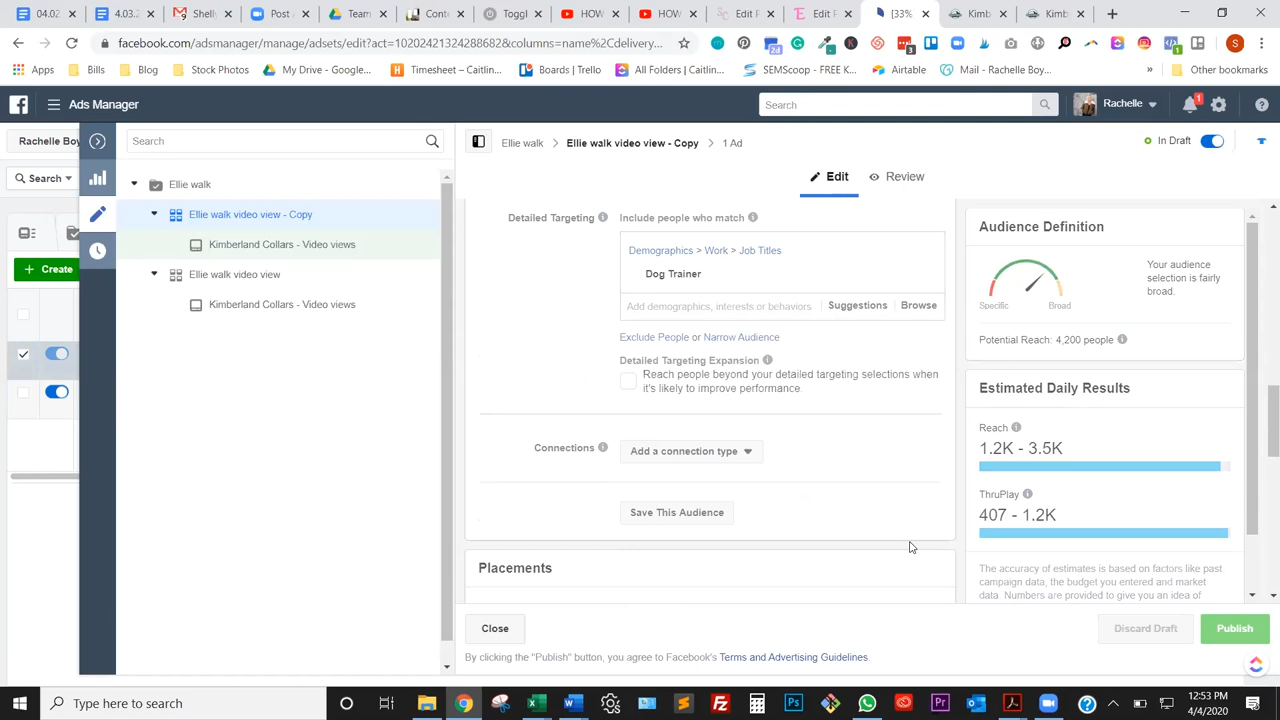 04.02
4.03.2
Shelly
Post -
Team
Conte
Toggl
HOW
HOW
Edit P
Edit P
[33%
Kimb
Kimb
facebook.com/adsmanager/manage/adsets/edit?act=10202421324288682&columns=name%2Cdelivery...
2d
3
1
S
Apps
Bills
Blog
Stock Photos
My Drive - Google...
Timesheet – Caitlin...
Boards | Trello
All Folders | Caitlin...
SEMScoop - FREE K...
Airtable
Mail - Rachelle Boy...
»
Other bookmarks
Ads Manager
Search
Rachelle
1
Rachelle Boy
Search
Ellie walk
Ellie walk video view - Copy
1 Ad
In Draft
Search
Edit
Review
Create
Ellie walk
Ellie walk video view - Copy
Kimberland Collars - Video views
Ellie walk video view
Kimberland Collars - Video views
Detailed Targeting
Include people who match
Demographics > Work > Job Titles
Dog Trainer
Add demographics, interests or behaviors
Suggestions
Browse
Exclude People or Narrow Audience
Detailed Targeting Expansion
Reach people beyond your detailed targeting selections when
it's likely to improve performance.
Connections
Add a connection type
Save This Audience
Placements
Audience Definition
Specific
Broad
Your audience
selection is fairly
broad.
Potential Reach: 4,200 people
Estimated Daily Results
Reach
1.2K - 3.5K
ThruPlay
407 - 1.2K
The accuracy of estimates is based on factors like past
campaign data, the budget you entered and market
data. Numbers are provided to give you an idea of
Close
Discard Draft
Publish
By clicking the "Publish" button, you agree to Facebook's Terms and Advertising Guidelines.
Type here to search
12:53 PM
4/4/2020